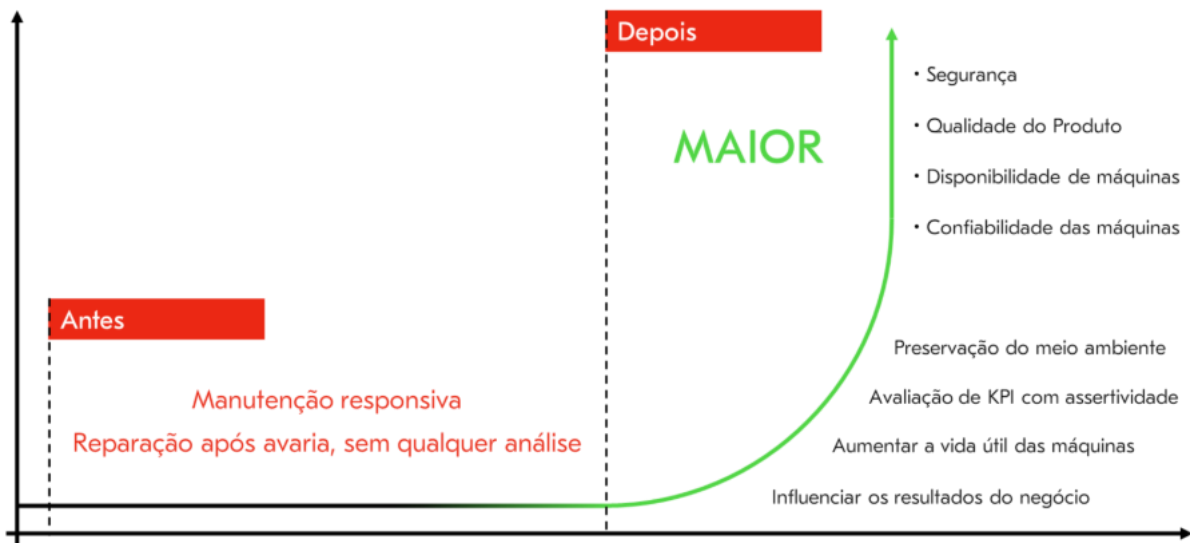 Depois
MAIOR
• Segurança
• Qualidade do Produto
• Disponibilidade de máquinas
• Confiabilidade das máquinas
Antes
Manutenção responsiva
Reparação após avaria, sem qualquer análise
Preservação do meio ambiente
Avaliação de KPI com assertividade
Aumentar a vida útil das máquinas
Influenciar os resultados do negócio